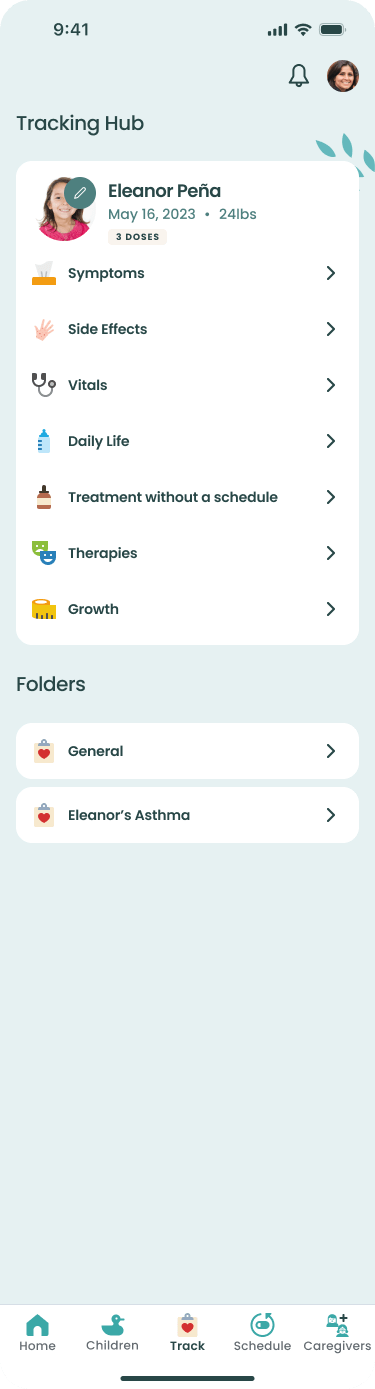 9:41
Tracking Hub
Eleanor Peña
May 16, 2023 • 24lbs
3 DOSES
Symptoms
Side Effects
Vitals
Daily Life
Treatment without a schedule
Therapies
Growth
Folders
General
Eleanor’s Asthma
Home Children Track Schedule Caregivers